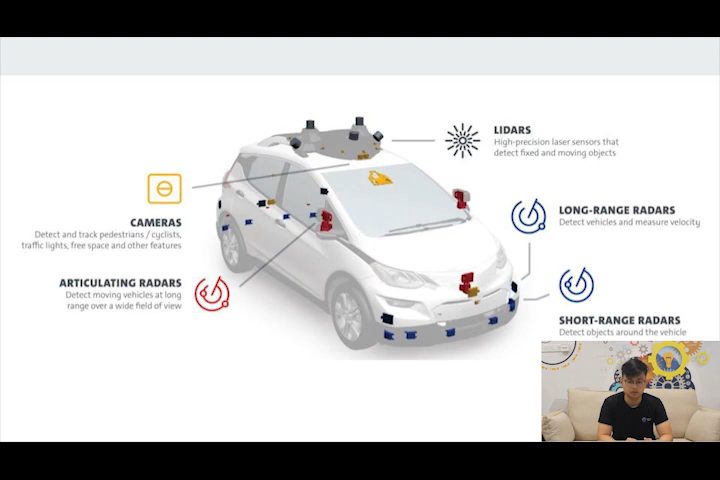 LIDARS
High-precision laser sensors that
detect fixed and moving objects
CAMERAS
Detect and track pedestrians / cyclists,
traffic lights, free space and other features
LONG-RANGE RADARS
Detect vehicles and measure velocity
ARTICULATING RADARS
Detect moving vehicles at long
range over a wide field of view
SHORT-RANGE RADARS
Detect objects around the vehicle